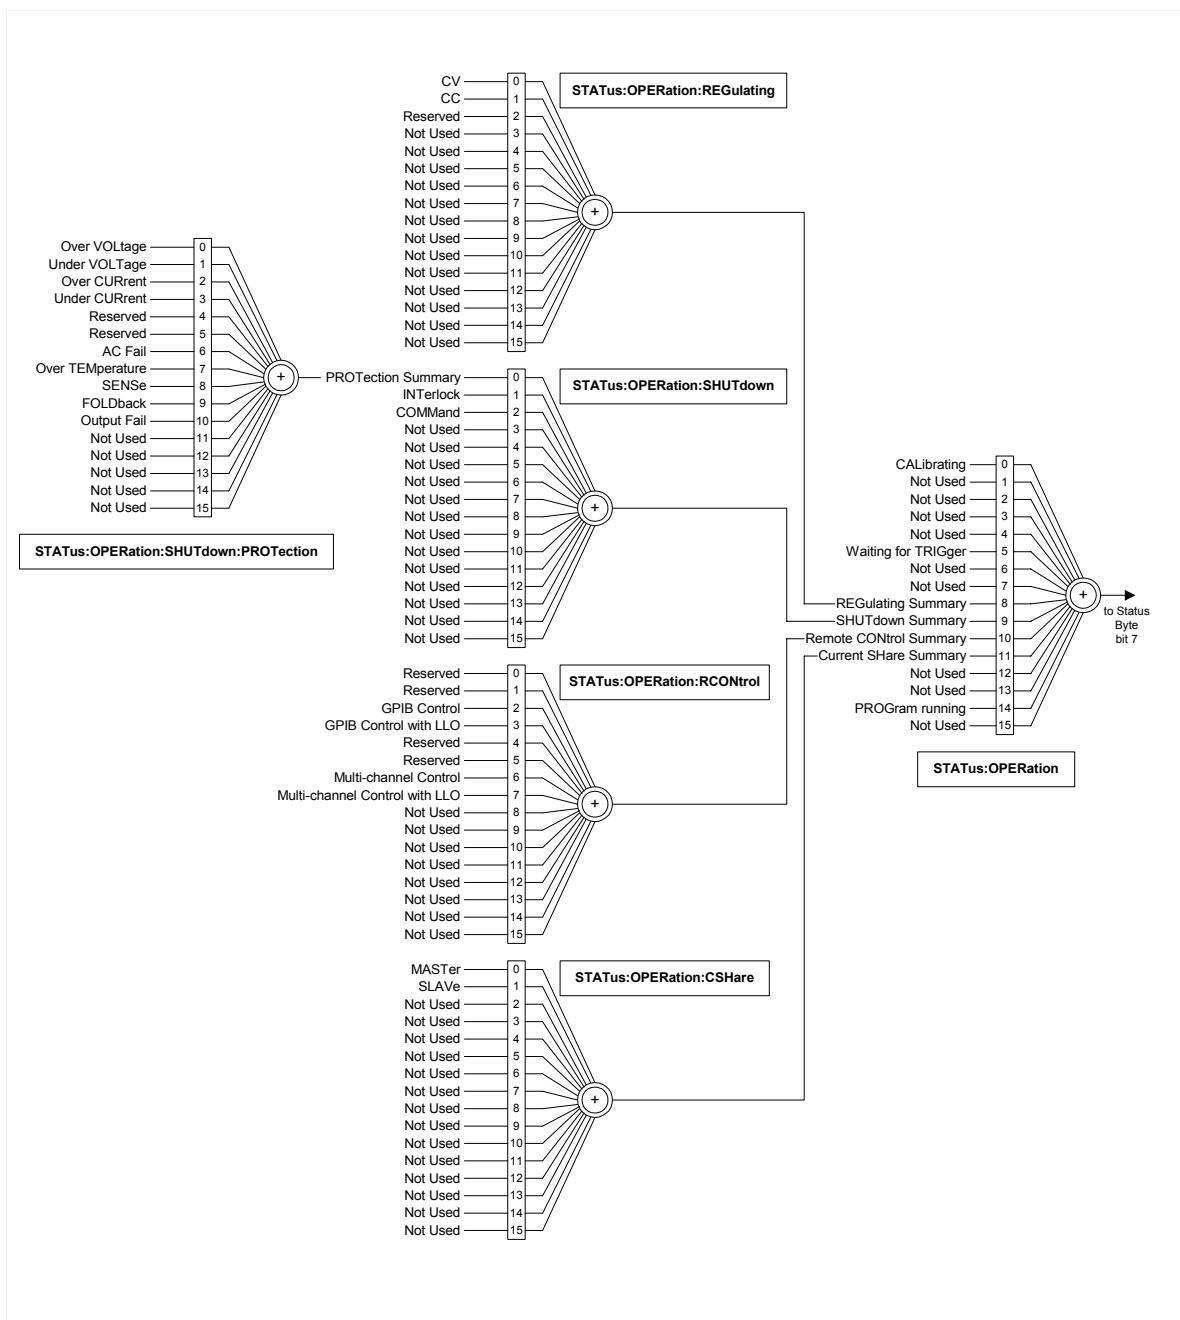 CV 0
CC 1
Reserved 2
Not Used 3
Not Used 4
Not Used 5
Not Used 6
Not Used 7
Not Used 8
Not Used 9
Not Used 10
Not Used 11
Not Used 12
Not Used 13
Not Used 14
Not Used 15
+
STATus:OPERation:REGulating
Over VOLtage 0
Under VOLTage 1
Over CURrent 2
Under CURrent 3
Reserved 4
Reserved 5
AC Fail 6
Over TEMperature 7
SENSe 8
FOLDback 9
Output Fail 10
Not Used 11
Not Used 12
Not Used 13
Not Used 14
Not Used 15
+
STATus:OPERation:SHUTdown:PROTection
PROTection Summary 0
INTerlock 1
COMMand 2
Not Used 3
Not Used 4
Not Used 5
Not Used 6
Not Used 7
Not Used 8
Not Used 9
Not Used 10
Not Used 11
Not Used 12
Not Used 13
Not Used 14
Not Used 15
+
STATus:OPERation:SHUTdown
Reserved 0
Reserved 1
GPIB Control 2
GPIB Control with LLO 3
Reserved 4
Reserved 5
Multi-channel Control 6
Multi-channel Control with LLO 7
Not Used 8
Not Used 9
Not Used 10
Not Used 11
Not Used 12
Not Used 13
Not Used 14
Not Used 15
+
STATus:OPERation:RCONtrol
MASTer 0
SLAVe 1
Not Used 2
Not Used 3
Not Used 4
Not Used 5
Not Used 6
Not Used 7
Not Used 8
Not Used 9
Not Used 10
Not Used 11
Not Used 12
Not Used 13
Not Used 14
Not Used 15
+
STATus:OPERation:CSHare
CALibrating 0
Not Used 1
Not Used 2
Not Used 3
Not Used 4
Waiting for TRIGger 5
Not Used 6
Not Used 7
REGulating Summary 8
SHUTdown Summary 9
Remote CONtrol Summary 10
Current SHare Summary 11
Not Used 12
Not Used 13
PROGram running 14
Not Used 15
+
to Status
Byte
bit 7
STATus:OPERation